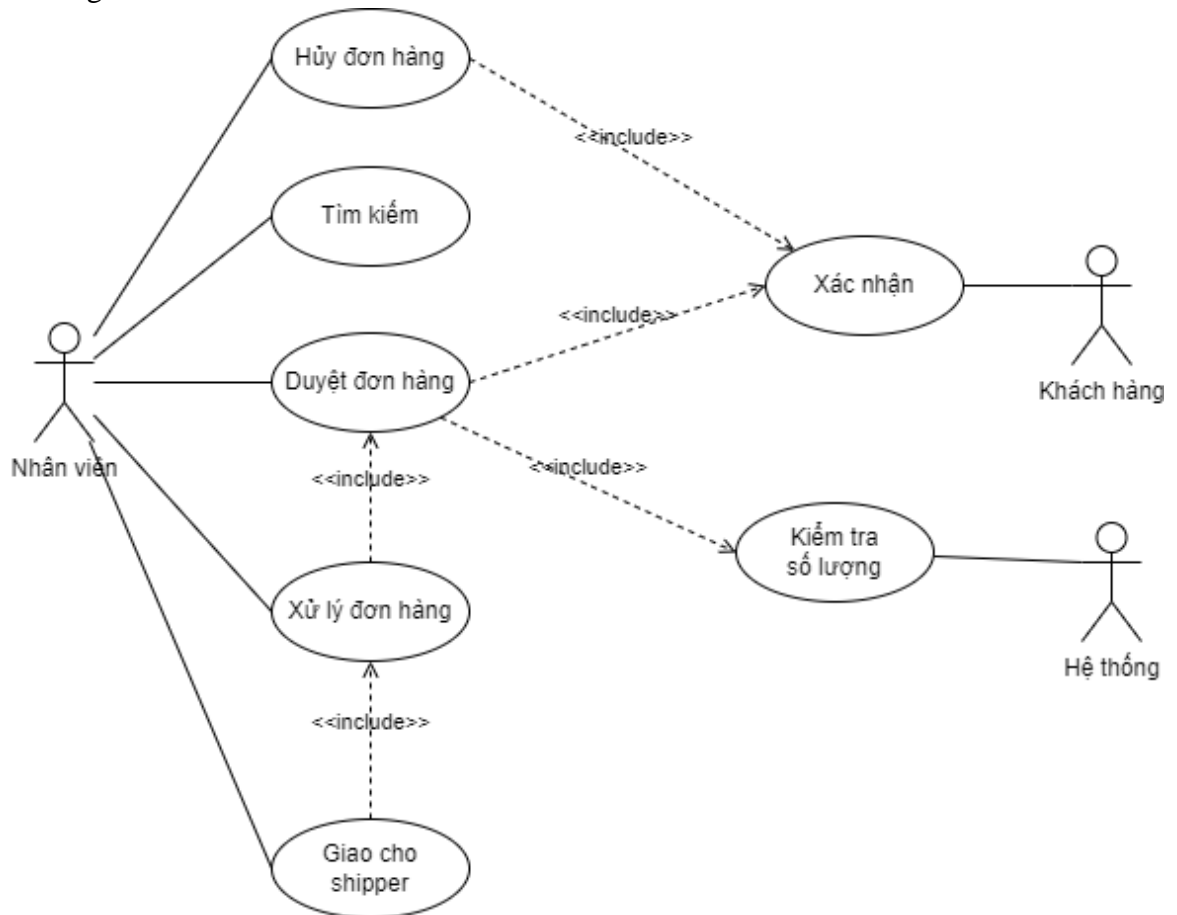 Hủy đơn hàng
<<include>>
Tìm kiếm
Xác nhận
<<include>>
Duyệt đơn hàng
Khách hàng
Nhân viên
<<include>>
<<include>>
Kiểm tra
số lượng
Xử lý đơn hàng
Hệ thống
<<include>>
Giao cho
shipper